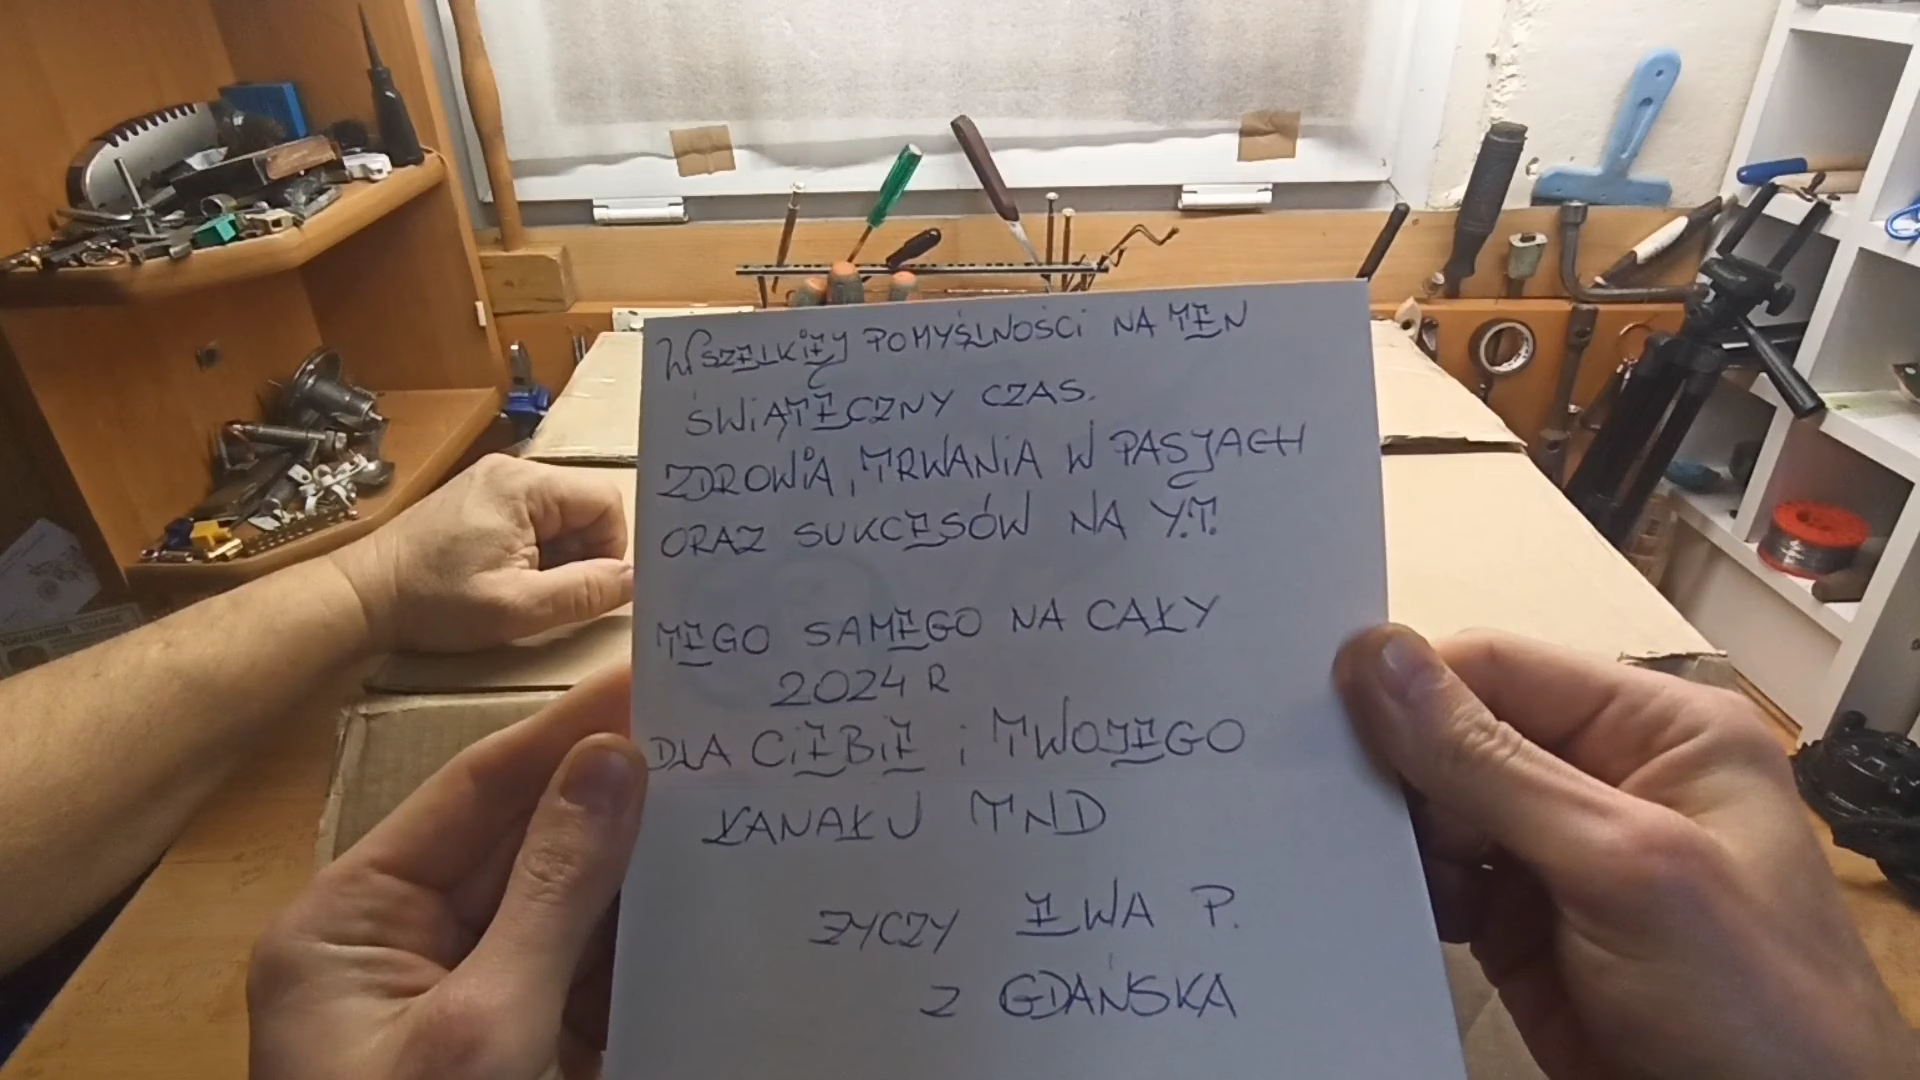 WSZELKIEJ POMYŚLNOŚCI NA TEN
ŚWIĄTECZNY CZAS.
ZDROWIA, TRWANIA W PASJACH
ORAZ SUKCESÓW NA Y.T.
TEGO SAMEGO NA CAŁY
2024 R
DLA CIEBIE i TWOJEGO
KANAŁU TND
ŻYCZY EWA P.
Z GDAŃSKA